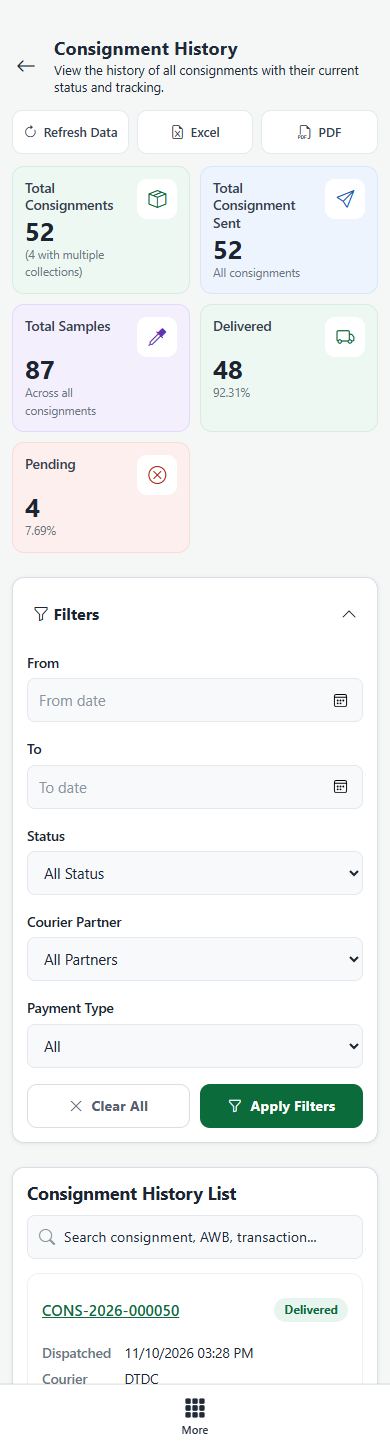 Consignment History
View the history of all consignments with their current
status and tracking.
Refresh Data
Excel
PDF
Total
Consignments
52
(4 with multiple
collections)
Total
Consignment
Sent
52
All consignments
Total Samples
87
Across all
consignments
Delivered
48
92.31%
Pending
4
7.69%
Filters
From
From date
To
To date
Status
All Status
Courier Partner
All Partners
Payment Type
All
Clear All
Apply Filters
Consignment History List
Search consignment, AWB, transaction...
CONS-2026-000050
Delivered
Dispatched 11/10/2026 03:28 PM
Courier DTDC
More